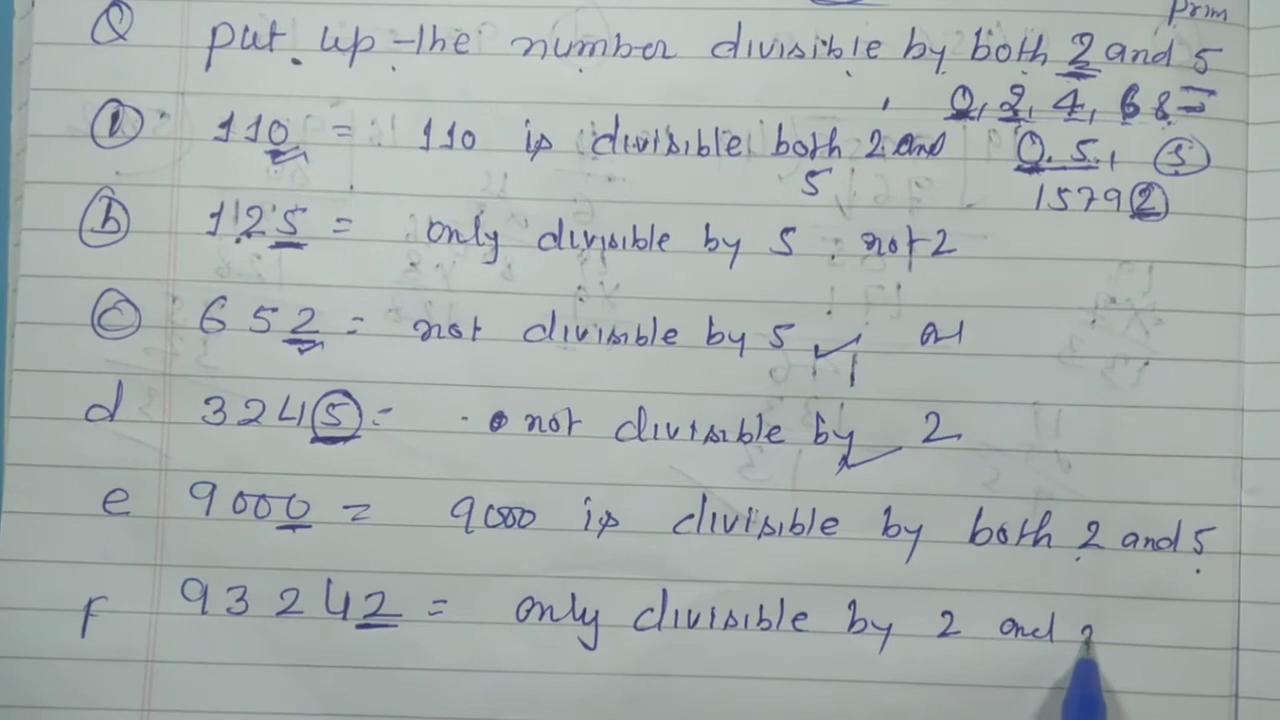 Prim
Q put up the number divisible by both 2 and 5
0, 2, 4, 6 8
a 110 = 110 is divisible both 2 and 5
0, 5, 5
15792
b 125 = only divisible by 5 not 2
c 652 = not divisible by 5
d 3245 = not divisible by 2
e 9000 = 9000 is divisible by both 2 and 5
f 93242 = only divisible by 2 and